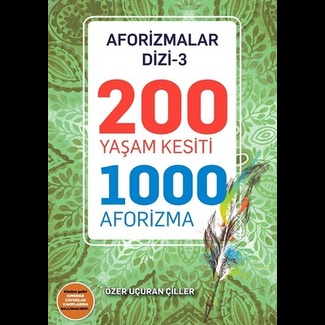 AFORİZMALAR
DİZİ-3
200
YAŞAM KESİTİ
1000
AFORİZMA
ÖZER UÇURAN ÇİLLER